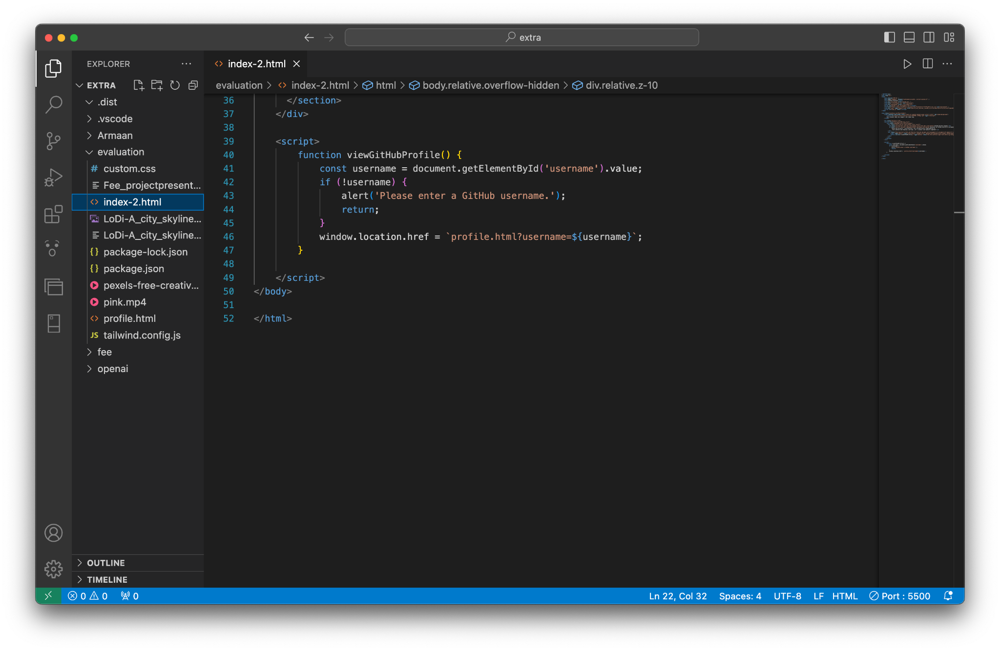 extra
EXPLORER
index-2.html
EXTRA
evaluation > index-2.html > html > body.relative.overflow-hidden > div.relative.z-10
.dist
.vscode
Armaan
evaluation
custom.css
Fee_projectpresent...
index-2.html
LoDi-A_city_skyline...
LoDi-A_city_skyline...
package-lock.json
package.json
pexels-free-creativ...
pink.mp4
profile.html
JS tailwind.config.js
fee
openai
OUTLINE
TIMELINE
36 </section>
37 </div>
38
39 <script>
40 function viewGitHubProfile() {
41 const username = document.getElementById('username').value;
42 if (!username) {
43 alert('Please enter a GitHub username.');
44 return;
45 }
46 window.location.href = `profile.html?username=${username}`;
47 }
48
49 </script>
50 </body>
51
52 </html>
0 0 0 Ln 22, Col 32 Spaces: 4 UTF-8 LF HTML Port : 5500